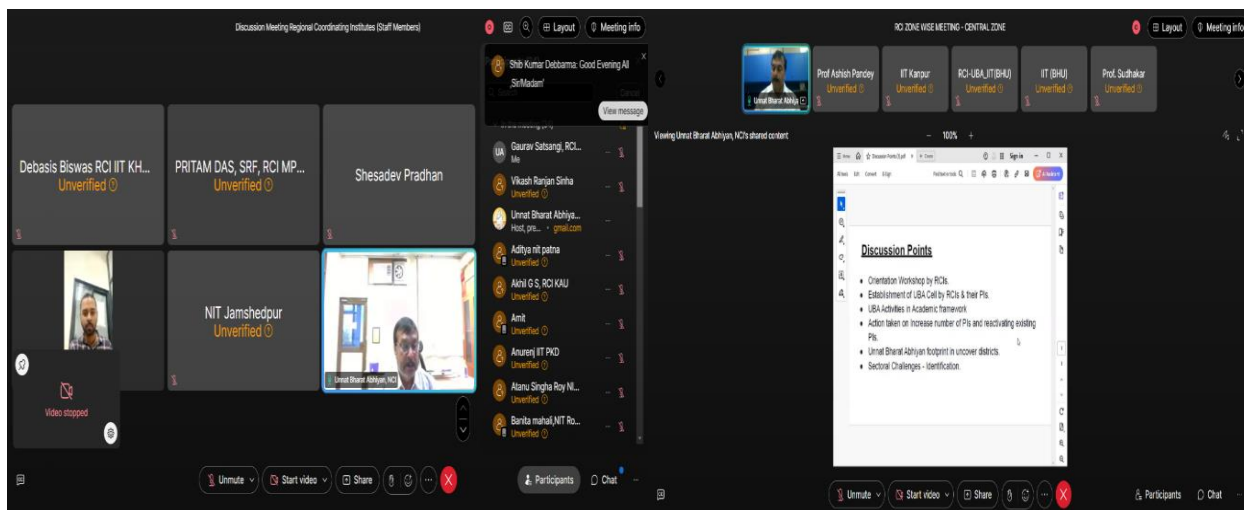 Discussion Meeting Regional Coordinating Institutes (Staff Members)
Layout
Meeting info
Shib Kumar Debbarma: Good Evening All
,Sir/Madam'
Cancel
View message
Debasis Biswas RCI IIT KH...
Unverified
PRITAM DAS, SRF, RCI MP...
Unverified
Shesadev Pradhan
NIT Jamshedpur
Unverified
Unnat Bharat Abhiyan, NCI
Video stopped
UA
Gaurav Satsangi, RCI...
Me
Vikash Ranjan Sinha
Unverified
Unnat Bharat Abhiya...
Host, pre... • gmail.com
Aditya nit patna
Unverified
Akhil G S, RCI KAU
Unverified
Amit
Unverified
Anurenj IIT PKD
Unverified
Atanu Singha Roy NI...
Unverified
Banita mahali,NIT Ro...
Unverified
Unmute
Start video
Share
Participants
Chat
RCI ZONE WISE MEETING - CENTRAL ZONE
Layout
Meeting info
Unnat Bharat Abhiya
Prof Ashish Pandey
Unverified
IIT Kanpur
Unverified
RCI-UBA_IIT(BHU)
Unverified
IIT (BHU)
Unverified
Prof. Sudhakar
Unverified
Viewing Unnat Bharat Abhiyan, NCI's shared content
− 100% +
Sign in
Discussion Points
• Orientation Workshop by RCIs.
• Establishment of UBA Cell by RCIs & their PIs.
• UBA Activities in Academic framework
• Action taken on increase number of PIs and reactivating existing
PIs.
• Unnat Bharat Abhiyan footprint in uncover districts.
• Sectoral Challenges - Identification.
Unmute
Start video
Share
Participants
Chat